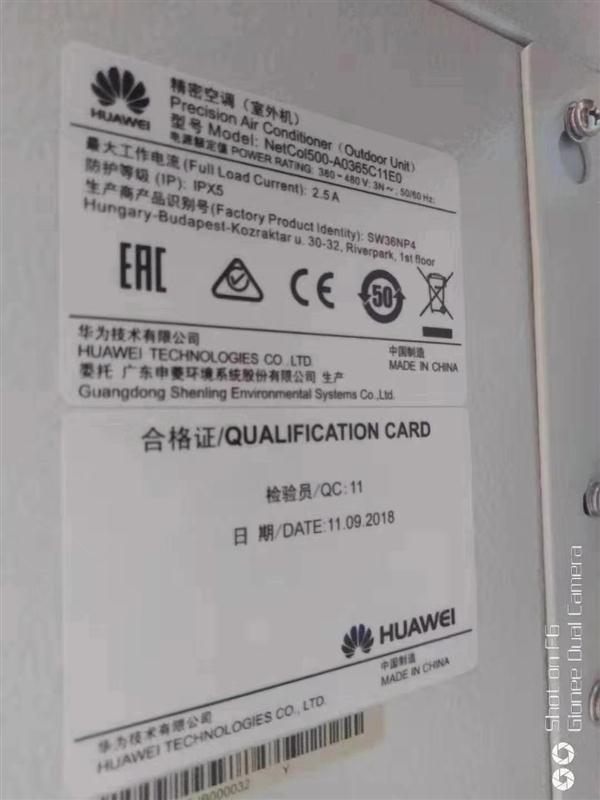 HUAWEI
精密空调（室外机）
Precision Air Conditioner（Outdoor Unit）
型号 Model: NetCol500-A0365C11E0
电源额定值 POWER RATING: 380～480 V; 3N～; 50/60 Hz;
最大工作电流 (Full Load Current): 2.5 A
防护等级 (IP): IPX5
生产商产品识别号(Factory Product Identity): SW36NP4
Hungary-Budapest-Kozraktar u. 30-32, Riverpark, 1st floor
EAC
CE
50
华为技术有限公司
HUAWEI TECHNOLOGIES CO.,LTD.
中国制造
MADE IN CHINA
委托 广东申菱环境系统股份有限公司 生产
Guangdong Shenling Environmental Systems Co.,Ltd.
合格证/QUALIFICATION CARD
检验员/QC: 11
日 期/DATE:11.09.2018
HUAWEI
中国制造
MADE IN CHINA
华为技术有限公司
HUAWEI TECHNOLOGIES CO., LTD.
Y
Shot on F6
Gionee Dual Camera